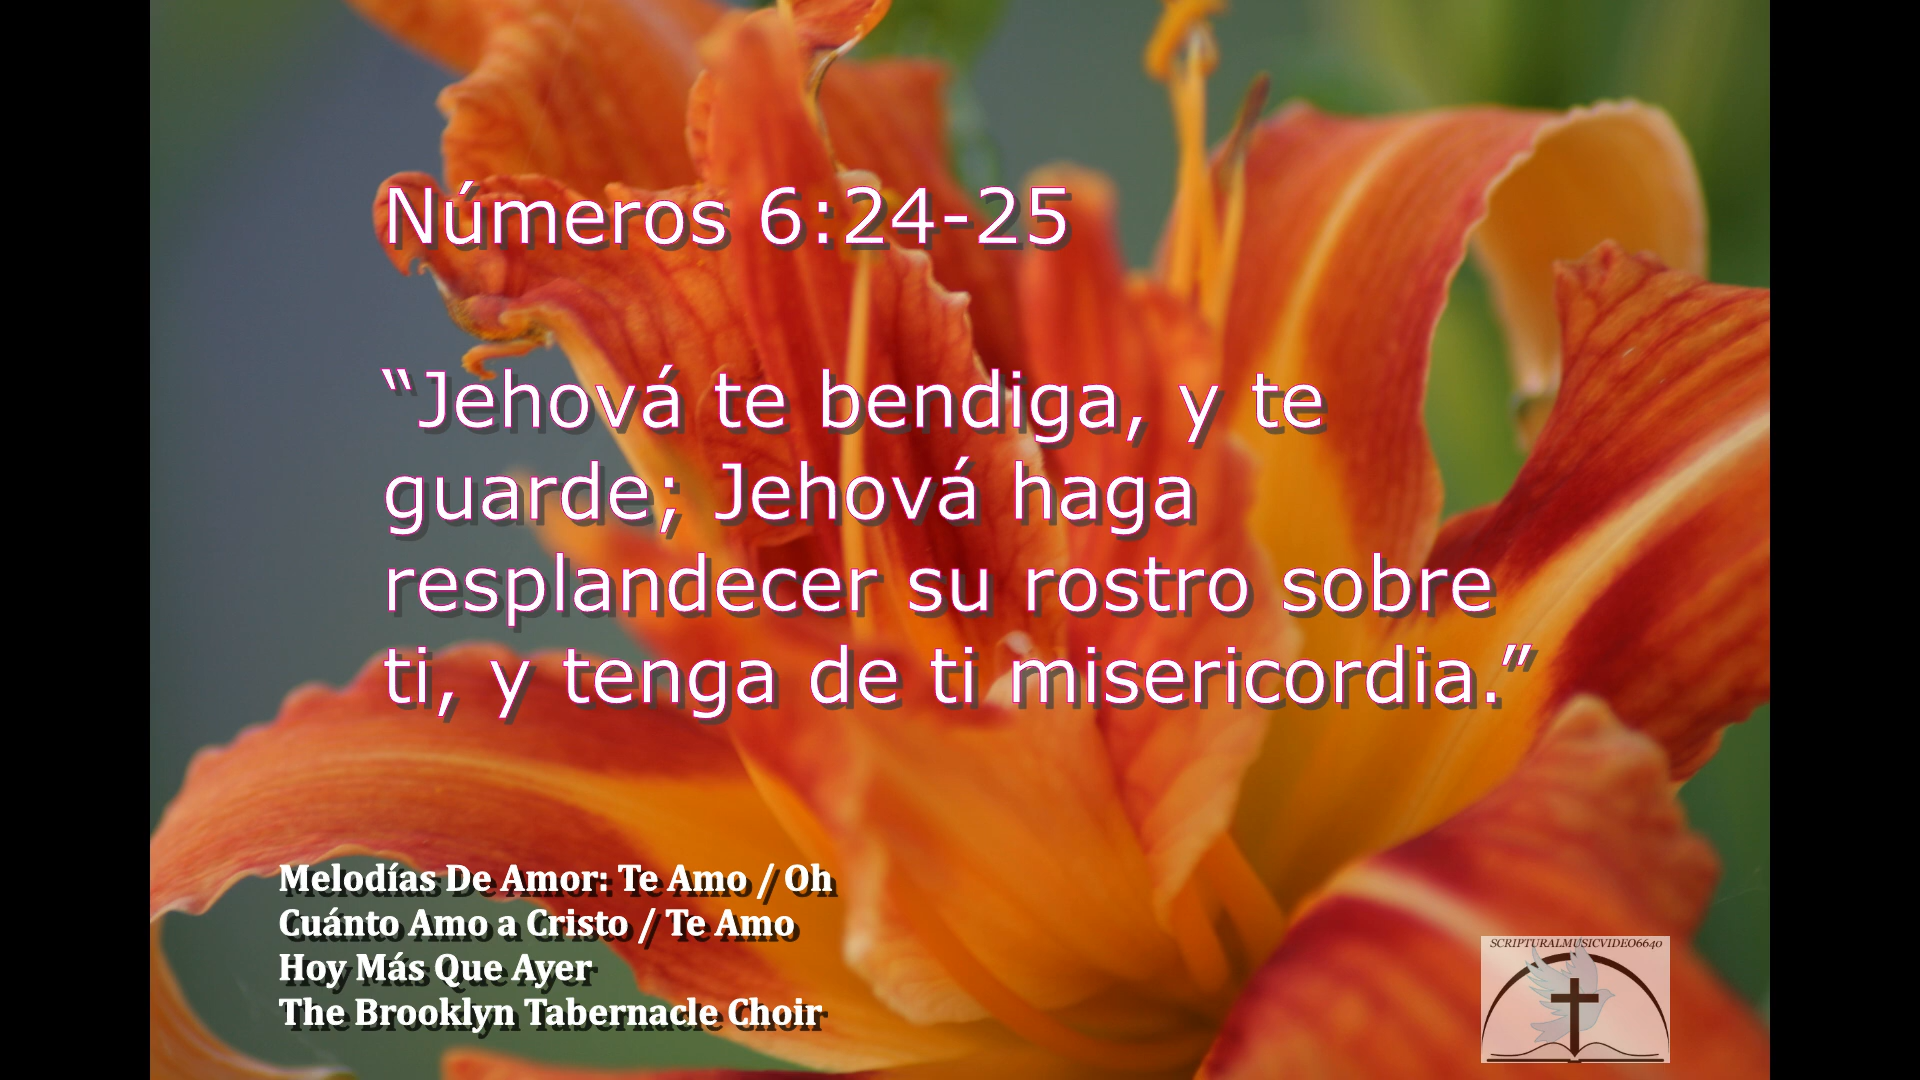 Números 6:24-25
“Jehová te bendiga, y te
guarde; Jehová haga
resplandecer su rostro sobre
ti, y tenga de ti misericordia.”
Melodías De Amor: Te Amo / Oh
Cuánto Amo a Cristo / Te Amo
Hoy Más Que Ayer
The Brooklyn Tabernacle Choir
SCRIPTURALMUSICVIDEO6640